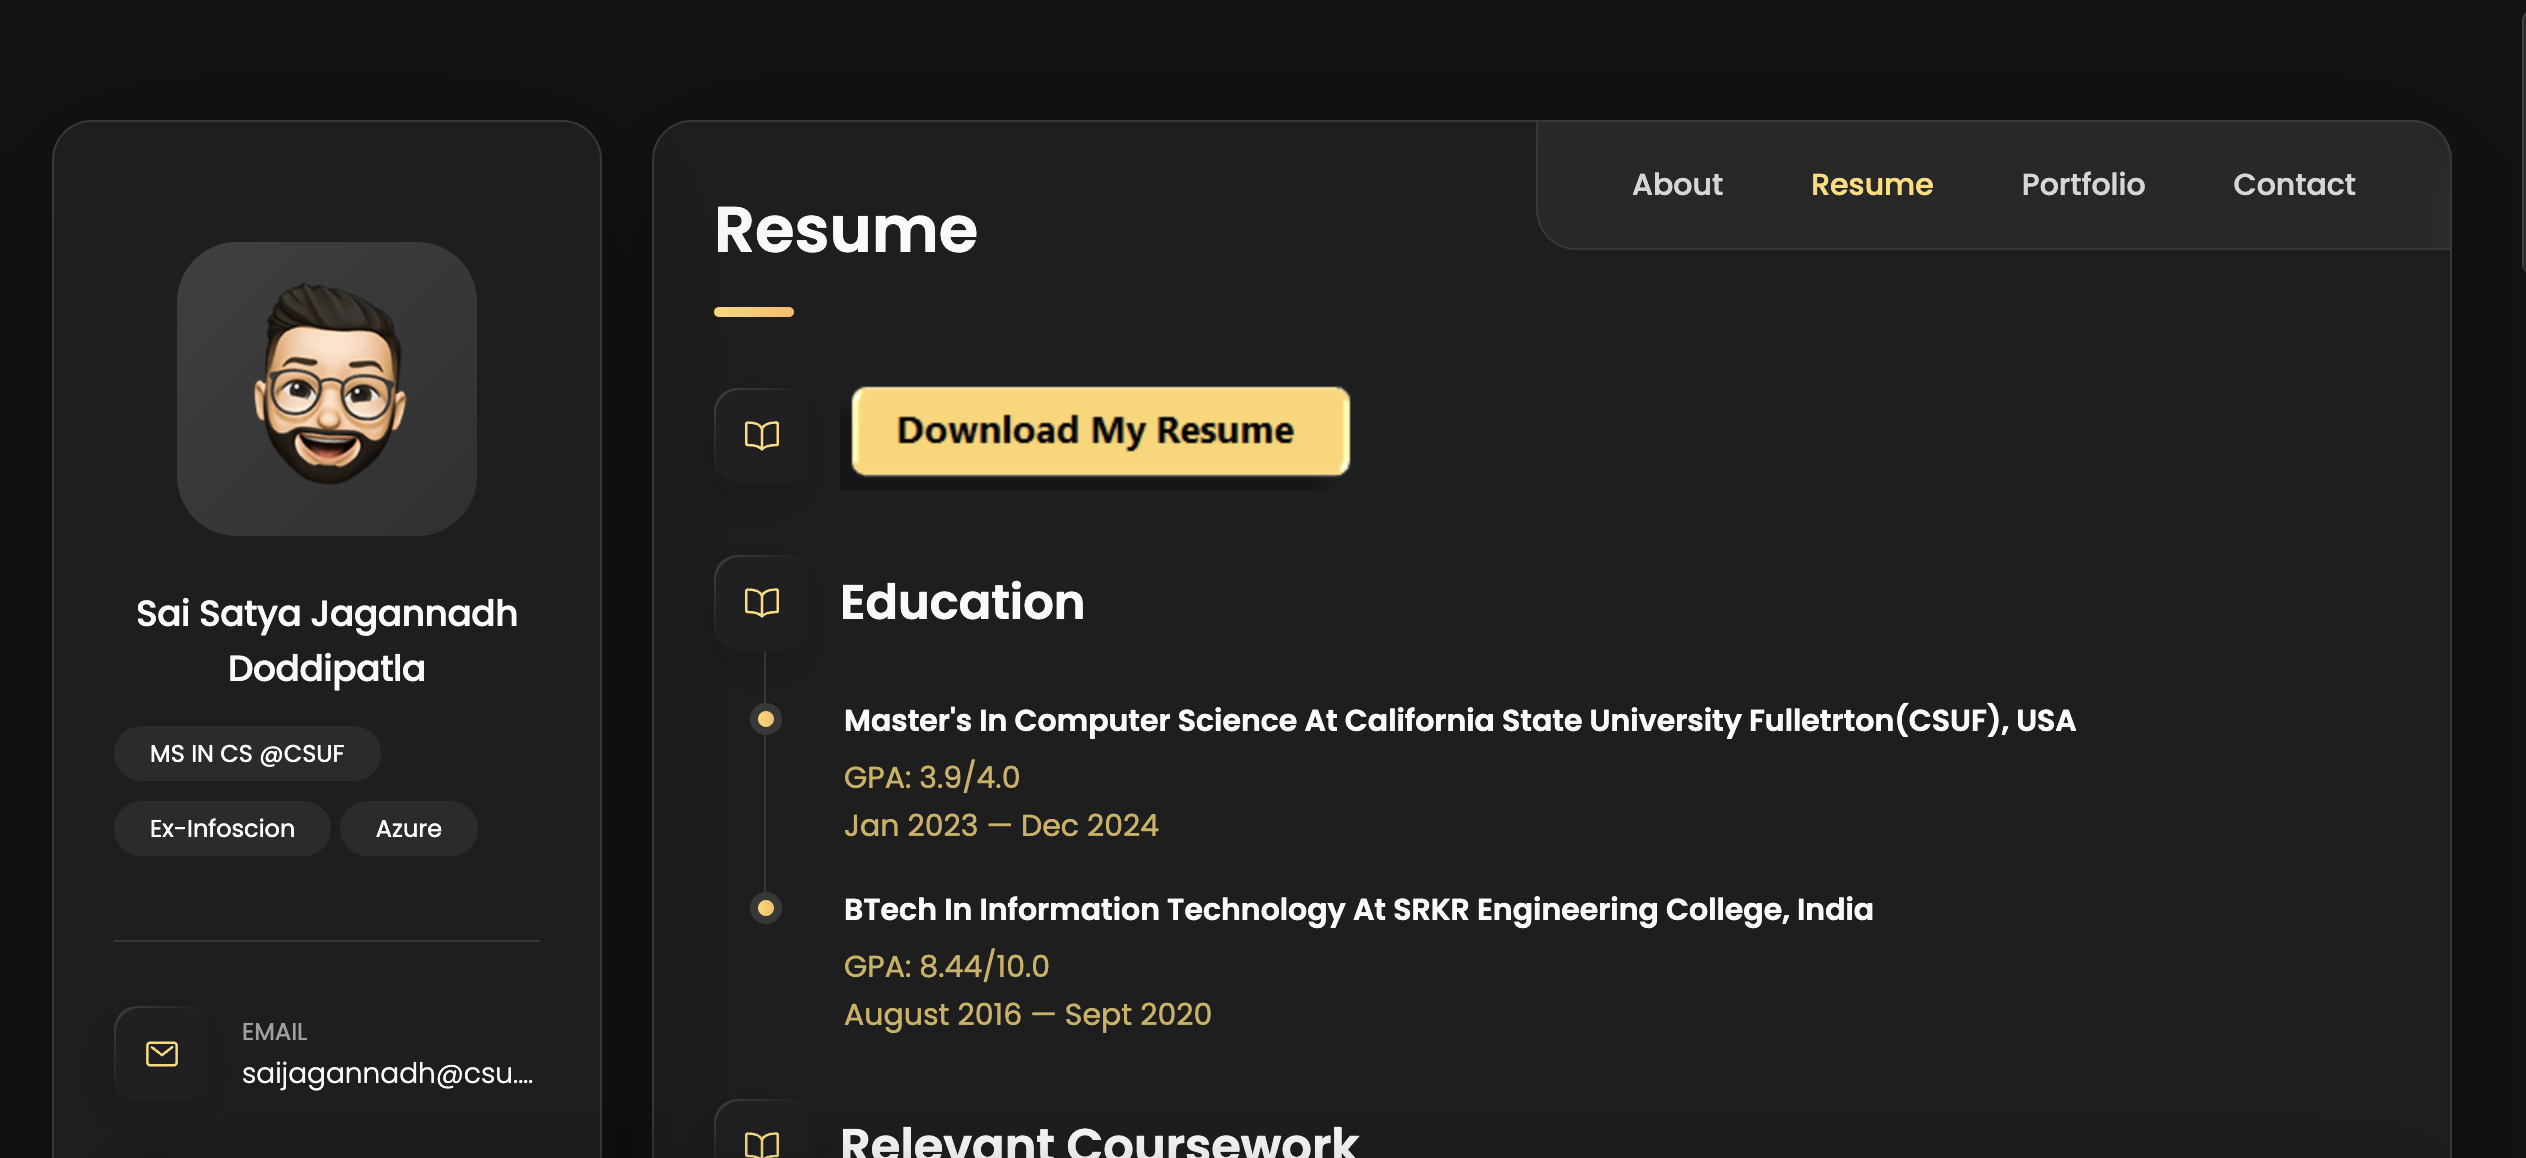 Sai Satya Jagannadh
Doddipatla
MS IN CS @CSUF
Ex-Infoscion Azure
EMAIL
saijagannadh@csu....
About Resume Portfolio Contact
Resume
Download My Resume
Education
Master's In Computer Science At California State University Fulletrton(CSUF), USA
GPA: 3.9/4.0
Jan 2023 — Dec 2024
BTech In Information Technology At SRKR Engineering College, India
GPA: 8.44/10.0
August 2016 — Sept 2020
Relevant Coursework